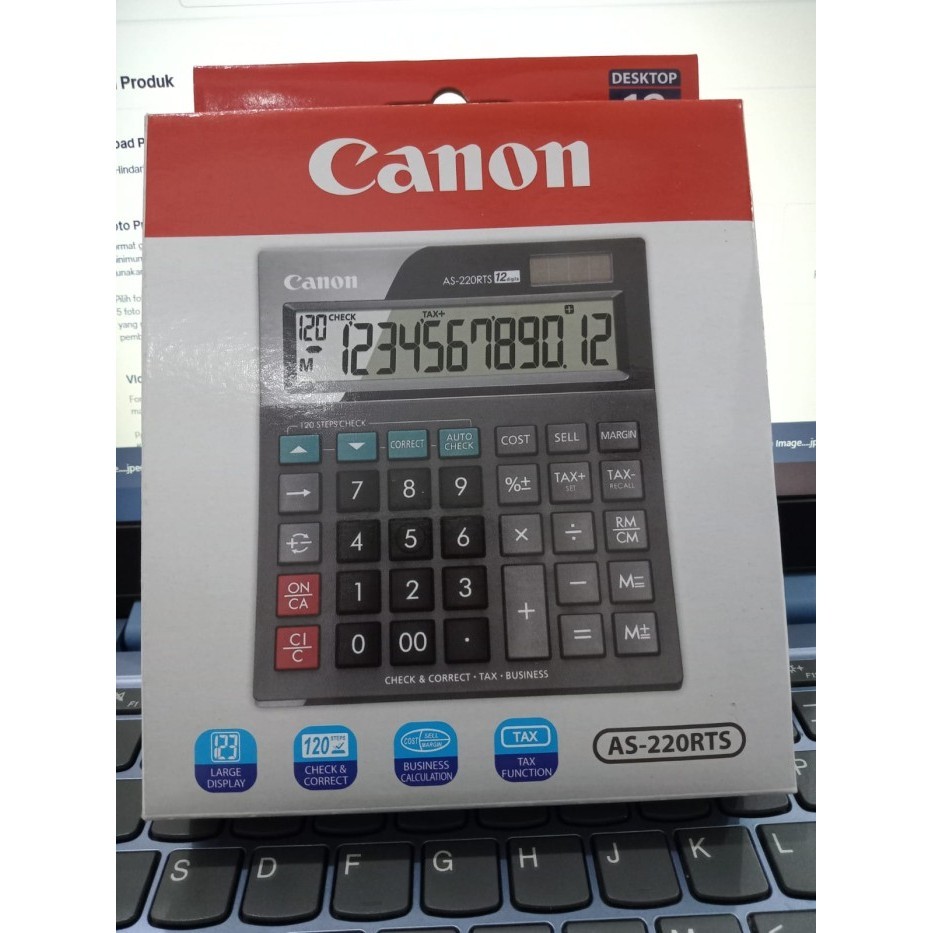 Produk
DESKTOP
12
Canon
Canon
AS-220RTS 12 digits
120 CHECK TAX+ +
M 1234567890.12
120 STEPS CHECK
CORRECT AUTO CHECK COST SELL MARGIN
→ 7 8 9 %± TAX+ SET TAX- RECALL
4 5 6 × ÷ RM/CM
ON/CA 1 2 3 + − M=
CI/C 0 00 · = M±
CHECK & CORRECT • TAX • BUSINESS
123
LARGE
DISPLAY
120 STEPS
CHECK &
CORRECT
COST SELL MARGIN
BUSINESS
CALCULATION
TAX
TAX
FUNCTION
AS-220RTS
F1
S D F G H J K L